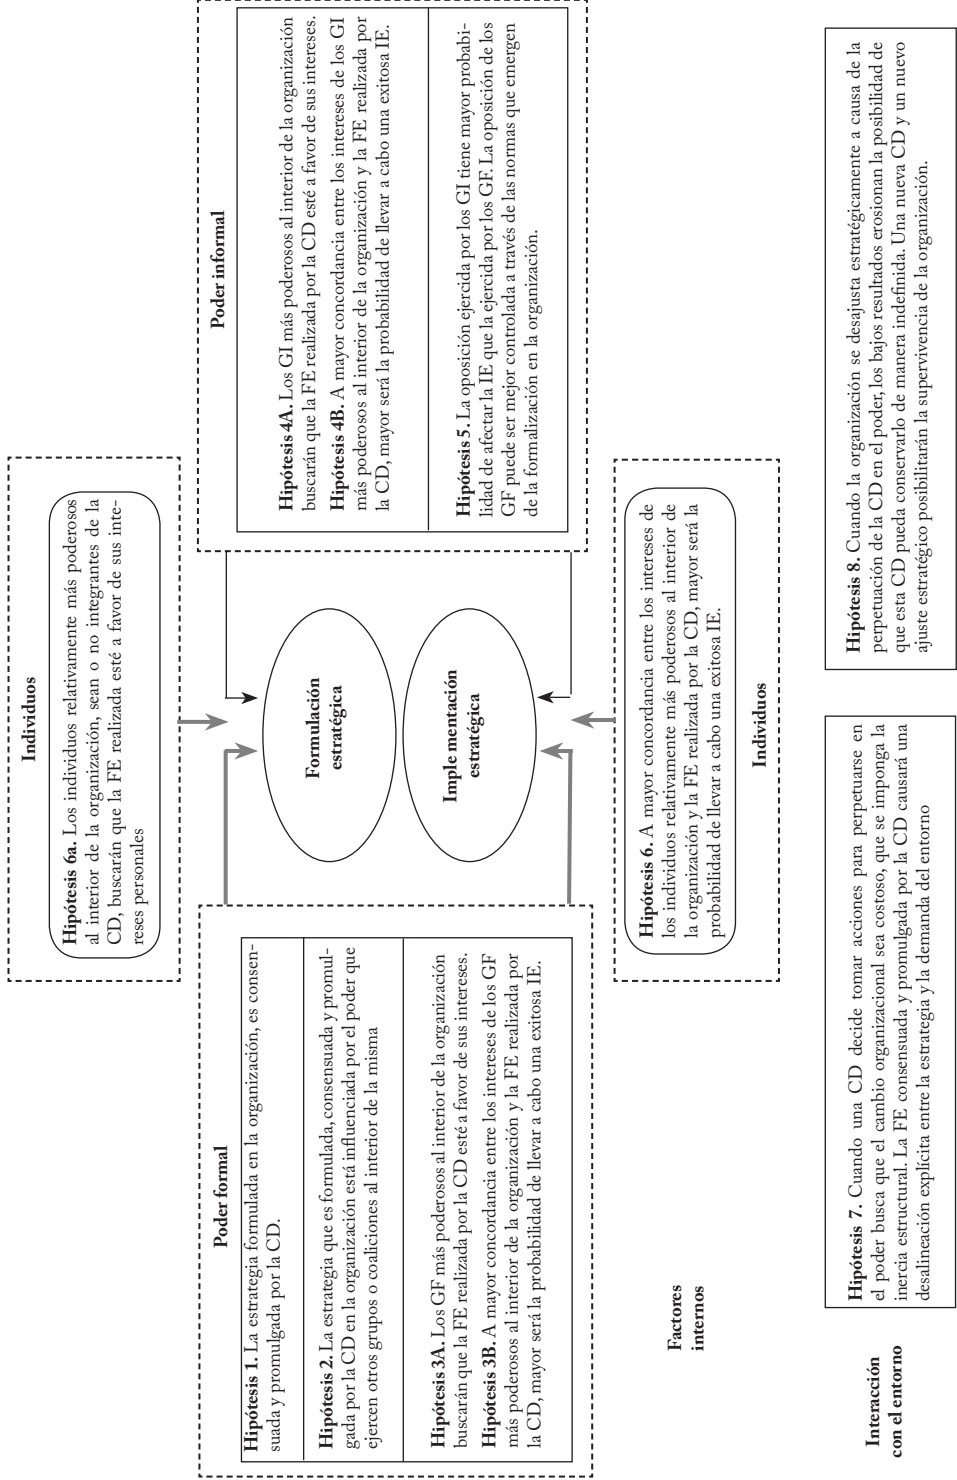 Individuos
Hipótesis 6a. Los individuos relativamente más poderosos
al interior de la organización, sean o no integrantes de la
CD, buscarán que la FE realizada esté a favor de sus inte-
reses personales
Poder formal
Hipótesis 1. La estrategia formulada en la organización, es consen-
suada y promulgada por la CD.
Hipótesis 2. La estrategia que es formulada, consensuada y promul-
gada por la CD en la organización está influenciada por el poder que
ejercen otros grupos o coaliciones al interior de la misma
Hipótesis 3A. Los GF más poderosos al interior de la organización
buscarán que la FE realizada por la CD esté a favor de sus intereses.
Hipótesis 3B. A mayor concordancia entre los intereses de los GF
más poderosos al interior de la organización y la FE realizada por
la CD, mayor será la probabilidad de llevar a cabo una exitosa IE.
Formulación
estratégica
Imple mentación
estratégica
Poder informal
Hipótesis 4A. Los GI más poderosos al interior de la organización
buscarán que la FE realizada por la CD esté a favor de sus intereses.
Hipótesis 4B. A mayor concordancia entre los intereses de los GI
más poderosos al interior de la organización y la FE realizada por
la CD, mayor será la probabilidad de llevar a cabo una exitosa IE.
Hipótesis 5. La oposición ejercida por los GI tiene mayor probabi-
lidad de afectar la IE que la ejercida por los GF. La oposición de los
GF puede ser mejor controlada a través de las normas que emergen
de la formalización en la organización.
Hipótesis 6. A mayor concordancia entre los intereses de
los individuos relativamente más poderosos al interior de
la organización y la FE realizada por la CD, mayor será la
probabilidad de llevar a cabo una exitosa IE.
Individuos
Factores
internos
Interacción
con el entorno
Hipótesis 7. Cuando una CD decide tomar acciones para perpetuarse en
el poder busca que el cambio organizacional sea costoso, que se imponga la
inercia estructural. La FE consensuada y promulgada por la CD causará una
desalineación explícita entre la estrategia y la demanda del entorno
Hipótesis 8. Cuando la organización se desajusta estratégicamente a causa de la
perpetuación de la CD en el poder, los bajos resultados erosionan la posibilidad de
que esta CD pueda conservarlo de manera indefinida. Una nueva CD y un nuevo
ajuste estratégico posibilitarán la supervivencia de la organización.